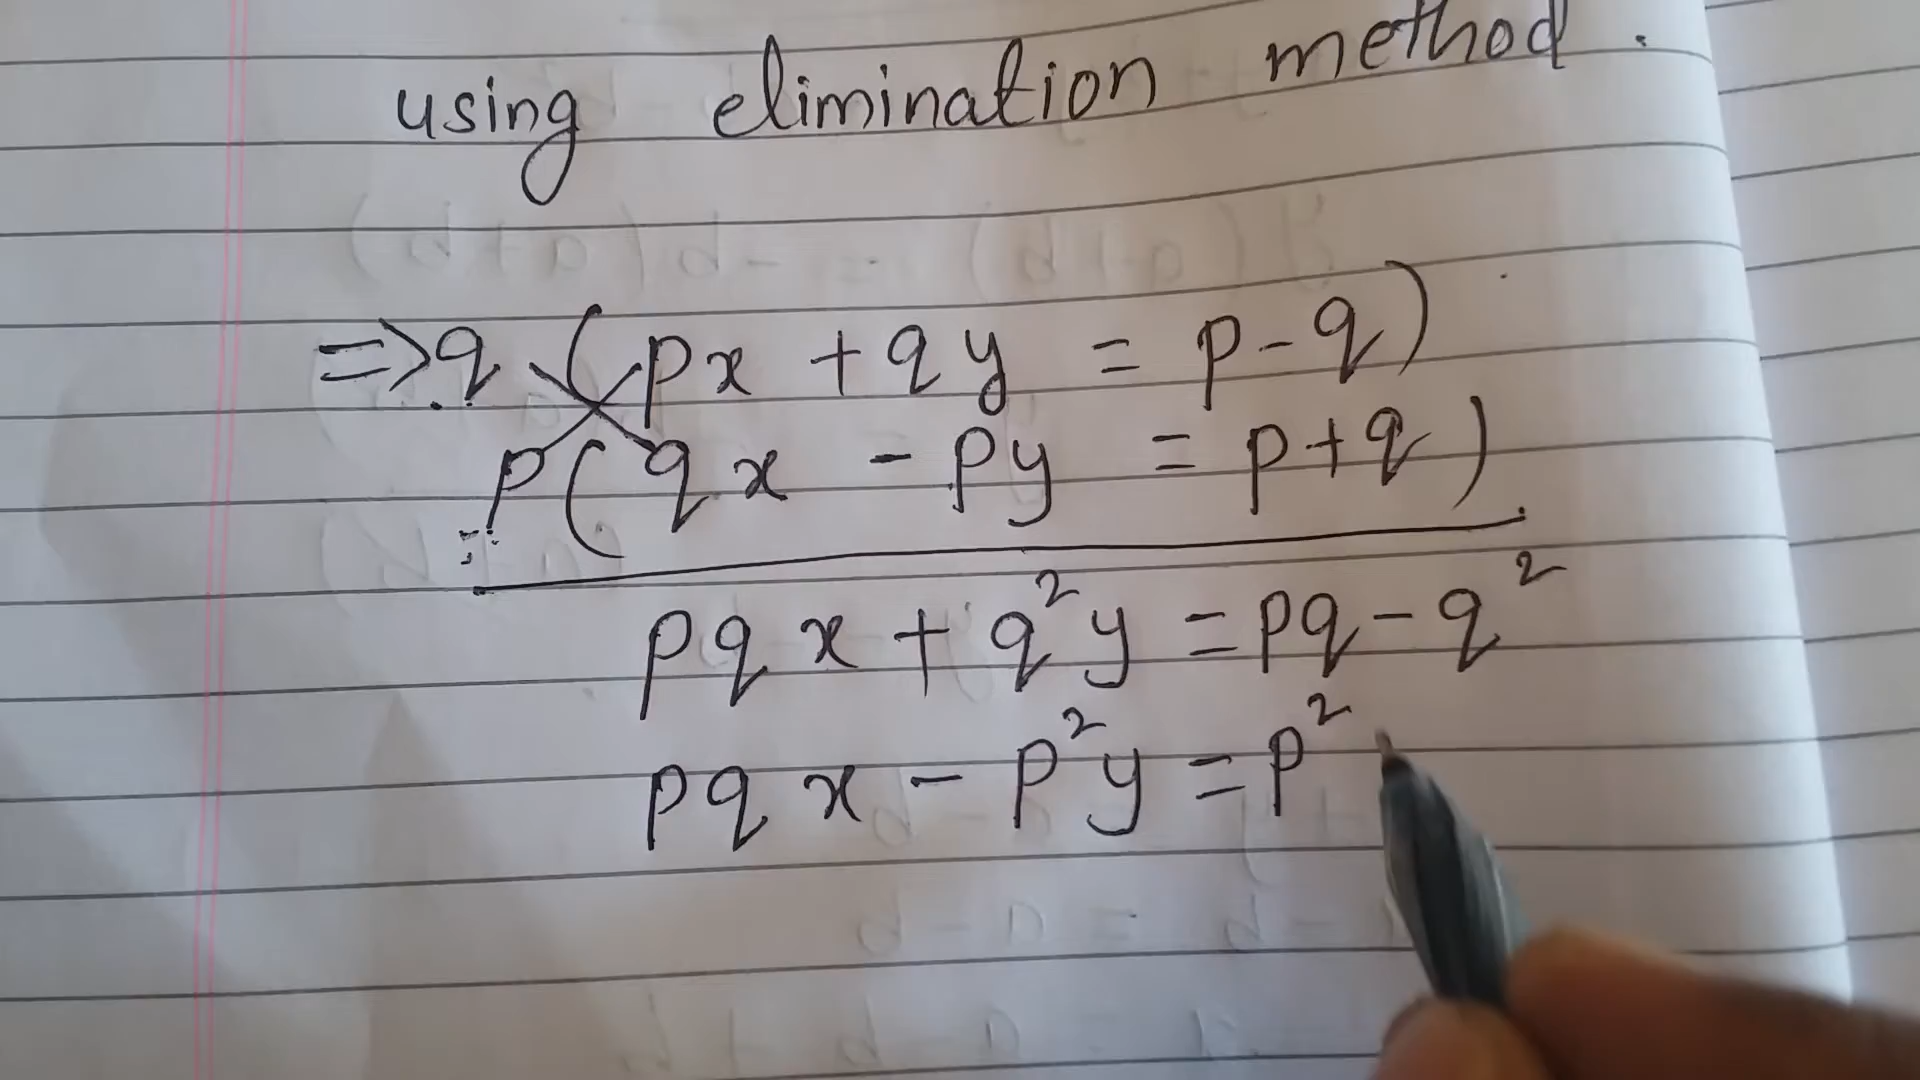 using elimination method.
=> q (px + qy = p - q)
p (qx - py = p + q)
pqx + q²y = pq - q²
pqx - p²y = p²